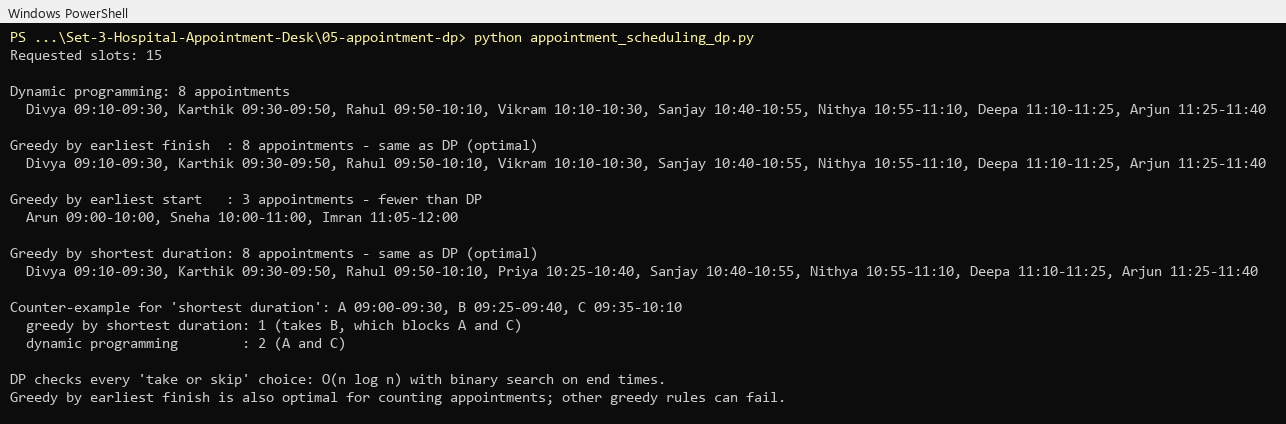 Windows PowerShell
PS ...\Set-3-Hospital-Appointment-Desk\05-appointment-dp> python appointment_scheduling_dp.py
Requested slots: 15
Dynamic programming: 8 appointments
  Divya 09:10-09:30, Karthik 09:30-09:50, Rahul 09:50-10:10, Vikram 10:10-10:30, Sanjay 10:40-10:55, Nithya 10:55-11:10, Deepa 11:10-11:25, Arjun 11:25-11:40
Greedy by earliest finish  : 8 appointments - same as DP (optimal)
  Divya 09:10-09:30, Karthik 09:30-09:50, Rahul 09:50-10:10, Vikram 10:10-10:30, Sanjay 10:40-10:55, Nithya 10:55-11:10, Deepa 11:10-11:25, Arjun 11:25-11:40
Greedy by earliest start   : 3 appointments - fewer than DP
  Arun 09:00-10:00, Sneha 10:00-11:00, Imran 11:05-12:00
Greedy by shortest duration: 8 appointments - same as DP (optimal)
  Divya 09:10-09:30, Karthik 09:30-09:50, Rahul 09:50-10:10, Priya 10:25-10:40, Sanjay 10:40-10:55, Nithya 10:55-11:10, Deepa 11:10-11:25, Arjun 11:25-11:40
Counter-example for 'shortest duration': A 09:00-09:30, B 09:25-09:40, C 09:35-10:10
  greedy by shortest duration: 1 (takes B, which blocks A and C)
  dynamic programming        : 2 (A and C)
DP checks every 'take or skip' choice: O(n log n) with binary search on end times.
Greedy by earliest finish is also optimal for counting appointments; other greedy rules can fail.